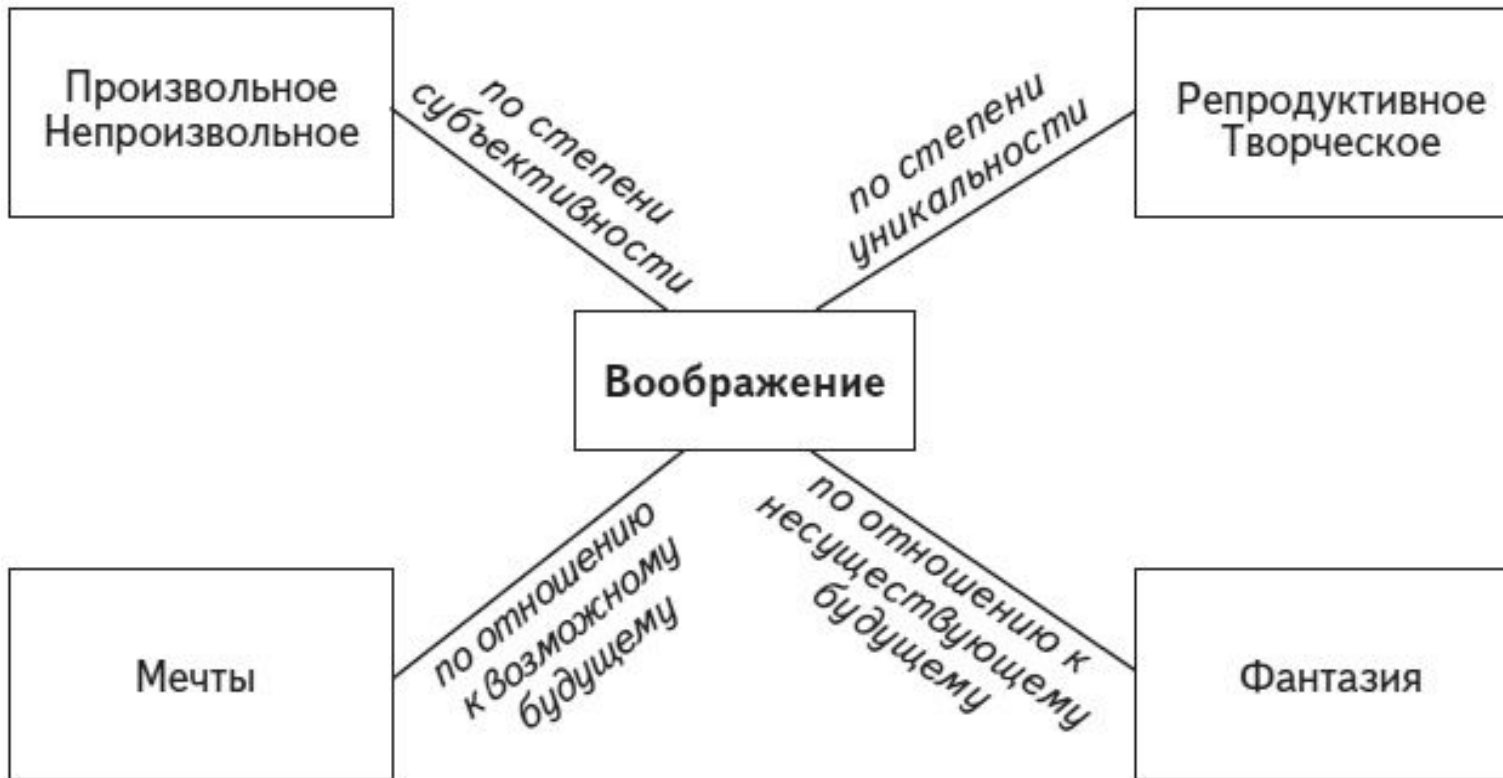 Произвольное
Непроизвольное
по степени
субъективности
по степени
уникальности
Репродуктивное
Творческое
Воображение
Мечты
по отношению
к возможному
будущему
по отношению к
несуществующему
будущему
Фантазия